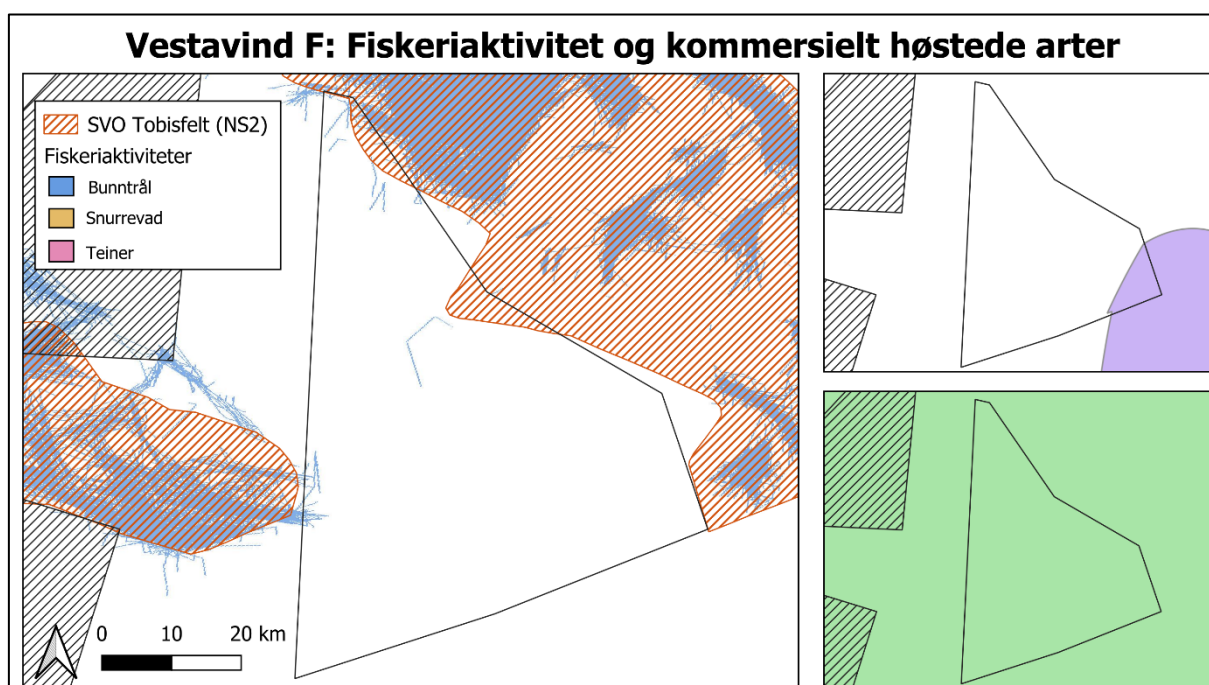 Vestavind F: Fiskeriaktivitet og kommersielt høstede arter
SVO Tobisfelt (NS2)
Fiskeriaktiviteter
Bunntrål
Snurrevad
Teiner
0 10 20 km